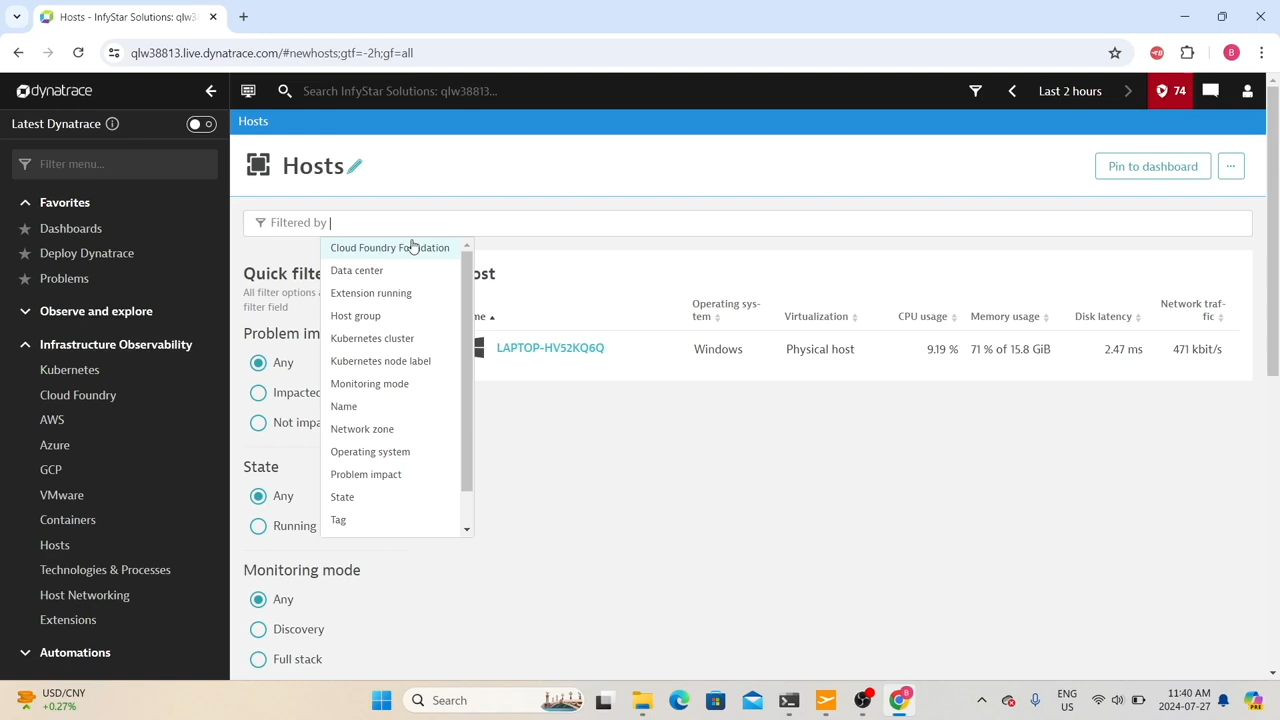 Hosts - InfyStar Solutions: qlw3
qlw38813.live.dynatrace.com/#newhosts;gtf=-2h;gf=all
B
dynatrace
Search InfyStar Solutions: qlw38813...
Last 2 hours
74
Latest Dynatrace
Hosts
Filter menu...
Hosts
Pin to dashboard
...
Favorites
Dashboards
Deploy Dynatrace
Problems
Observe and explore
Infrastructure Observability
Kubernetes
Cloud Foundry
AWS
Azure
GCP
VMware
Containers
Hosts
Technologies & Processes
Host Networking
Extensions
Automations
Filtered by
Cloud Foundry Foundation
Data center
Extension running
Host group
Kubernetes cluster
Kubernetes node label
Monitoring mode
Name
Network zone
Operating system
Problem impact
State
Tag
Quick filte
All filter options a
filter field
Problem im
Any
Impacted
Not impa
State
Any
Running
Monitoring mode
Any
Discovery
Full stack
ost
me
Operating sys-
tem
Virtualization
CPU usage
Memory usage
Disk latency
Network traf-
fic
LAPTOP-HV52KQ6Q
Windows
Physical host
9.19 %
71 % of 15.8 GiB
2.47 ms
471 kbit/s
USD/CNY
+0.27%
Search
ENG
US
11:40 AM
2024-07-27